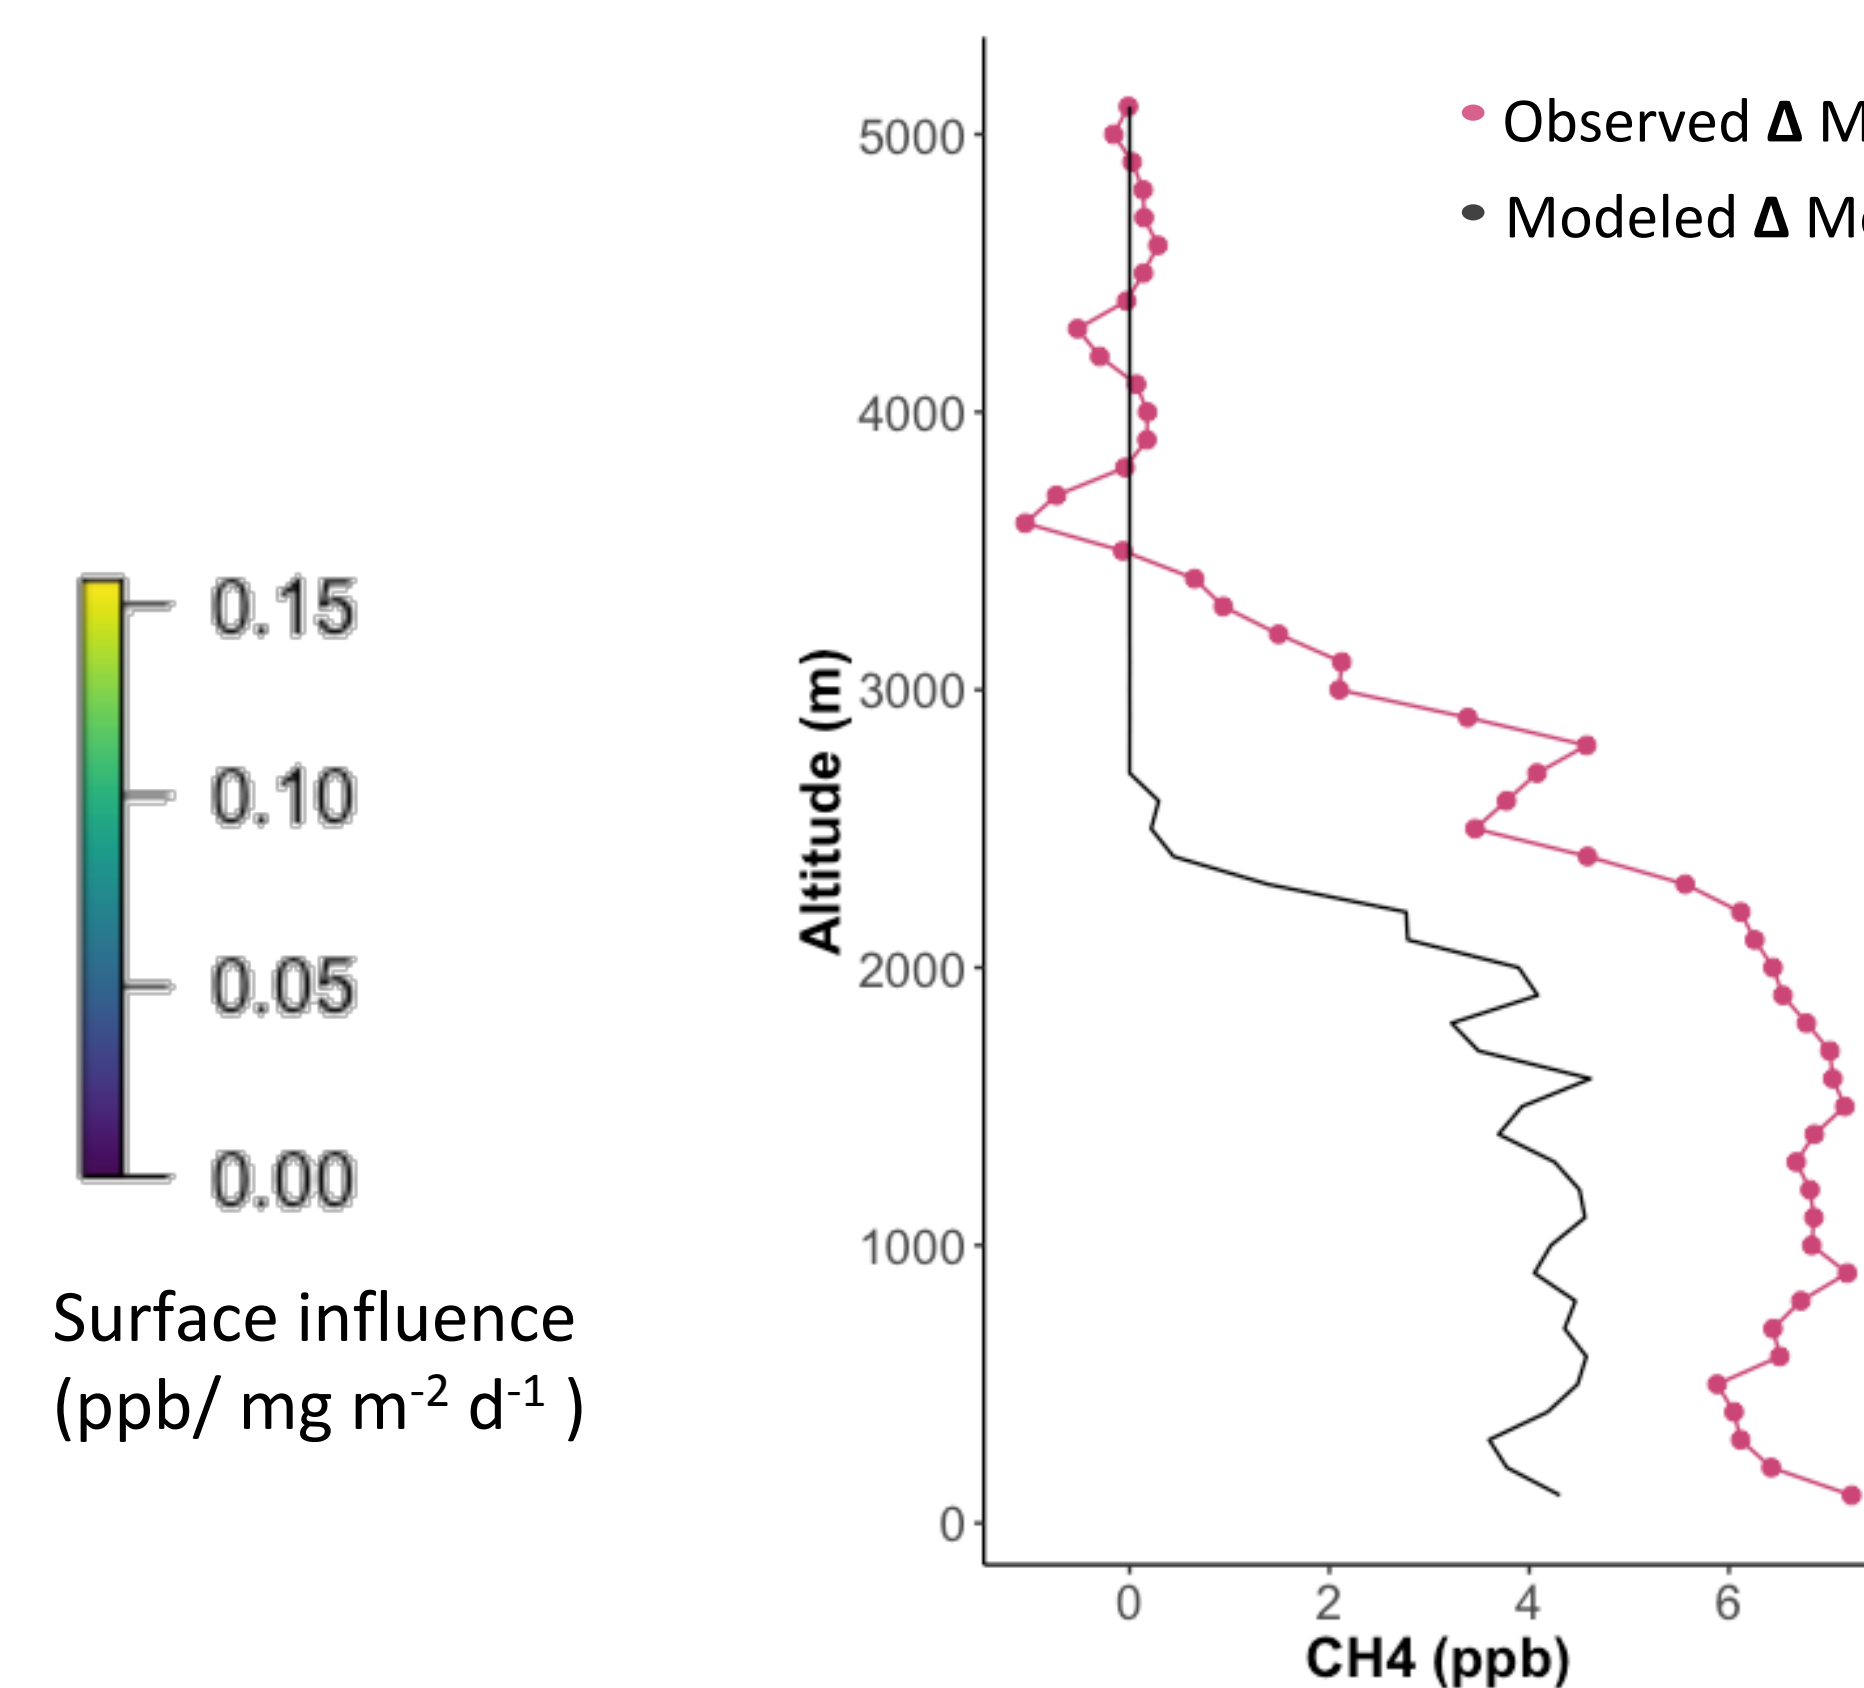 0.15
0.10
0.05
0.00
Surface influence
(ppb/ mg m-2 d-1 )
Observed Δ M
Modeled Δ M
5000
4000
3000
2000
1000
0
Altitude (m)
0 2 4 6
CH4 (ppb)